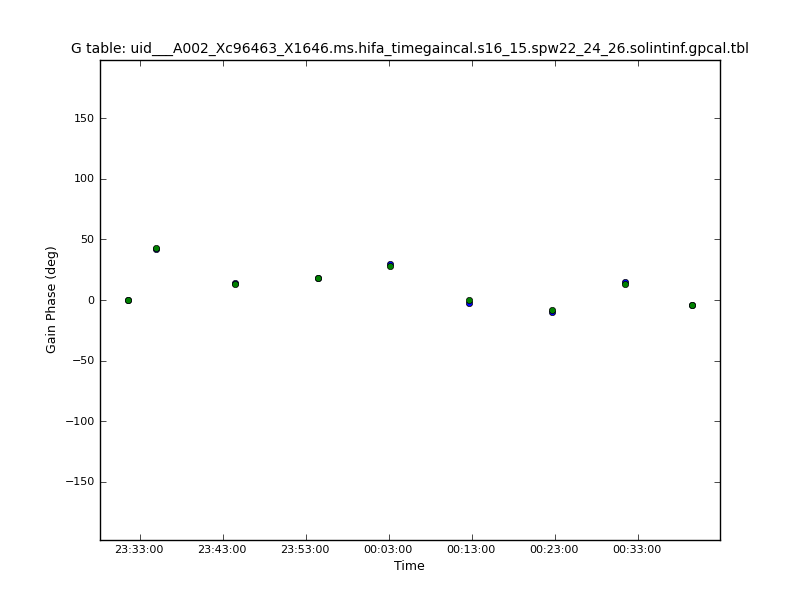 G table: uid___A002_Xc96463_X1646.ms.hifa_timegaincal.s16_15.spw22_24_26.solintinf.gpcal.tbl
150
100
50
0
−50
−100
−150
Gain Phase (deg)
23:33:00 23:43:00 23:53:00 00:03:00 00:13:00 00:23:00 00:33:00
Time